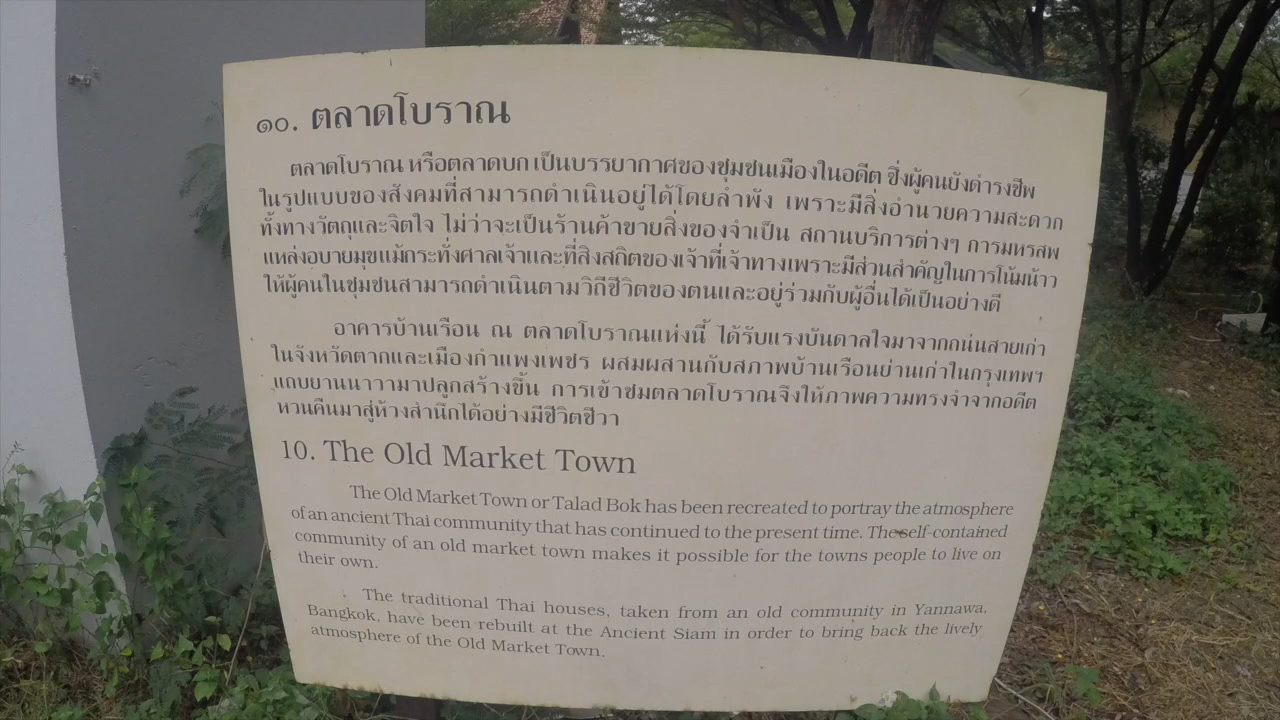 ๑๐. ตลาดโบราณ
ตลาดโบราณ หรือตลาดบก เป็นบรรยากาศของชุมชนเมืองในอดีต ซึ่งผู้คนยังดำรงชีพ
ในรูปแบบของสังคมที่สามารถดำเนินอยู่ได้โดยลำพัง เพราะมีสิ่งอำนวยความสะดวก
ทั้งทางวัตถุและจิตใจ ไม่ว่าจะเป็นร้านค้าขายสิ่งของจำเป็น สถานบริการต่างๆ การมหรสพ
แหล่งอบายมุขแม้กระทั่งศาลเจ้าและที่สิงสถิตของเจ้าที่เจ้าทางเพราะมีส่วนสำคัญในการโน้มน้าว
ให้ผู้คนในชุมชนสามารถดำเนินตามวิถีชีวิตของตนและอยู่ร่วมกับผู้อื่นได้เป็นอย่างดี
อาคารบ้านเรือน ณ ตลาดโบราณแห่งนี้ ได้รับแรงบันดาลใจมาจากถนนสายเก่า
ในจังหวัดตากและเมืองกำแพงเพชร ผสมผสานกับสภาพบ้านเรือนย่านเก่าในกรุงเทพฯ
แถบยานนาวามาปลูกสร้างขึ้น การเข้าชมตลาดโบราณจึงให้ภาพความทรงจำจากอดีต
หวนคืนมาสู่ห้วงสำนึกได้อย่างมีชีวิตชีวา
10. The Old Market Town
The Old Market Town or Talad Bok has been recreated to portray the atmosphere
of an ancient Thai community that has continued to the present time. The self-contained
community of an old market town makes it possible for the towns people to live on
their own.
The traditional Thai houses, taken from an old community in Yannawa,
Bangkok, have been rebuilt at the Ancient Siam in order to bring back the lively
atmosphere of the Old Market Town.